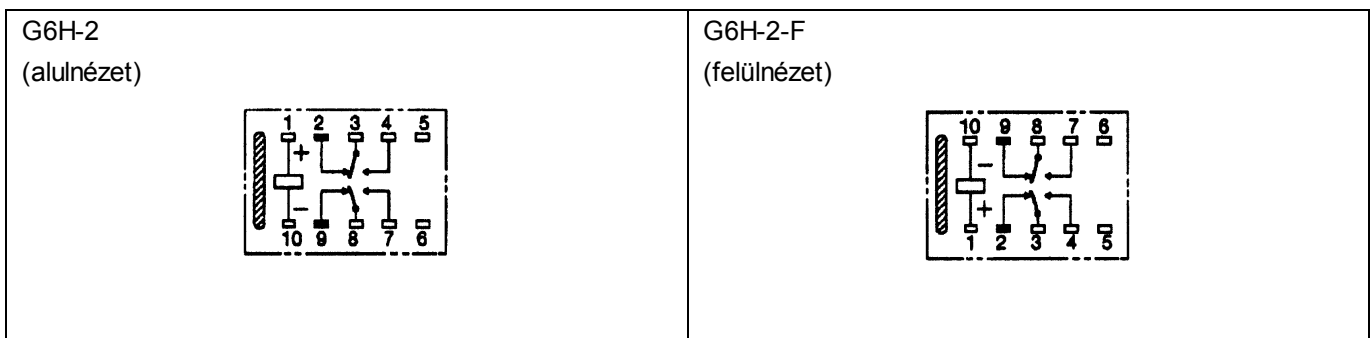 G6H-2
(alulnézet)
1 2 3 4 5
+
−
10 9 8 7 6
G6H-2-F
(felülnézet)
10 9 8 7 6
−
+
1 2 3 4 5